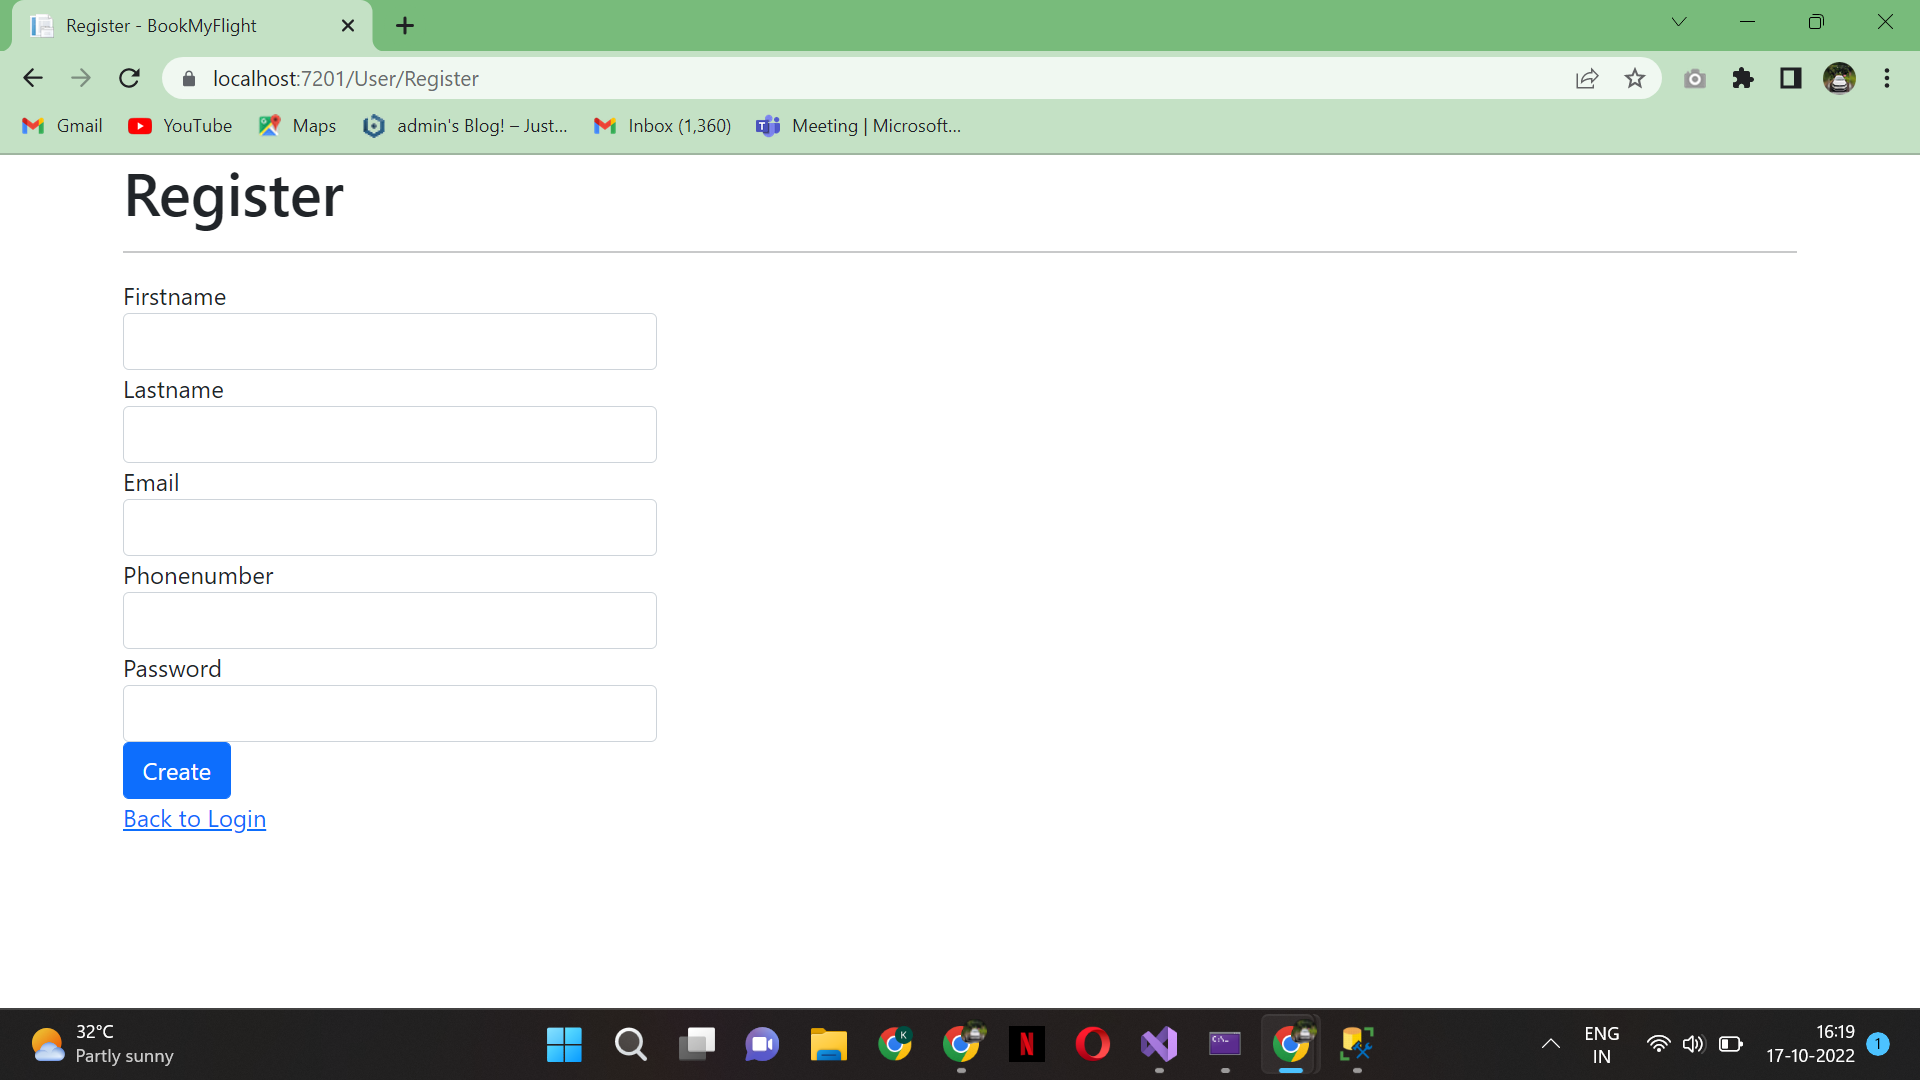 Register - BookMyFlight
localhost:7201/User/Register
Gmail YouTube Maps admin's Blog! – Just... Inbox (1,360) Meeting | Microsoft...
Register
Firstname
Lastname
Email
Phonenumber
Password
Create
Back to Login
32°C
Partly sunny
K
N
C:\_
ENG
IN
16:19
17-10-2022
1